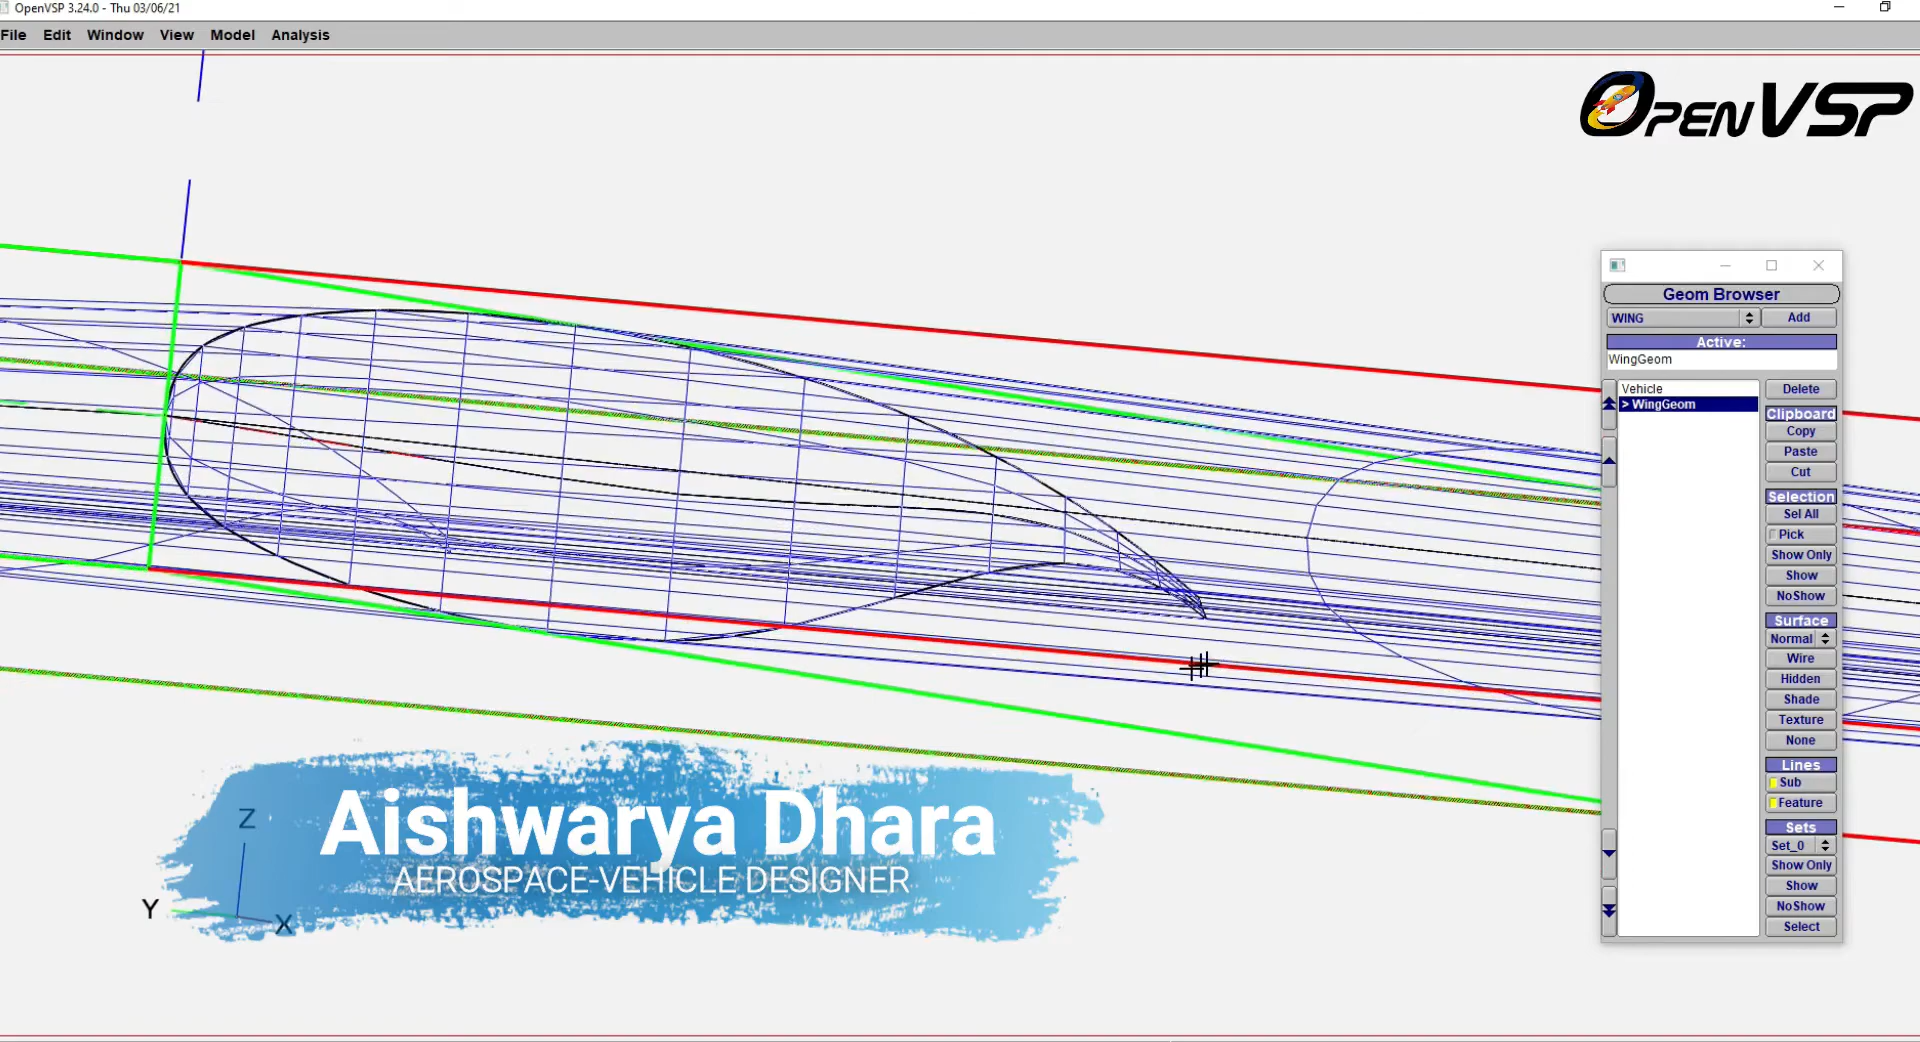 OpenVSP 3.24.0 - Thu 03/06/21
File Edit Window View Model Analysis
OPENVSP
Geom Browser
WING
Add
Active:
WingGeom
Vehicle
> WingGeom
Delete
Clipboard
Copy
Paste
Cut
Selection
Sel All
Pick
Show Only
Show
NoShow
Surface
Normal
Wire
Hidden
Shade
Texture
None
Lines
Sub
Feature
Sets
Set_0
Show Only
Show
NoShow
Select
Aishwarya Dhara
AEROSPACE-VEHICLE DESIGNER
Z
Y
X